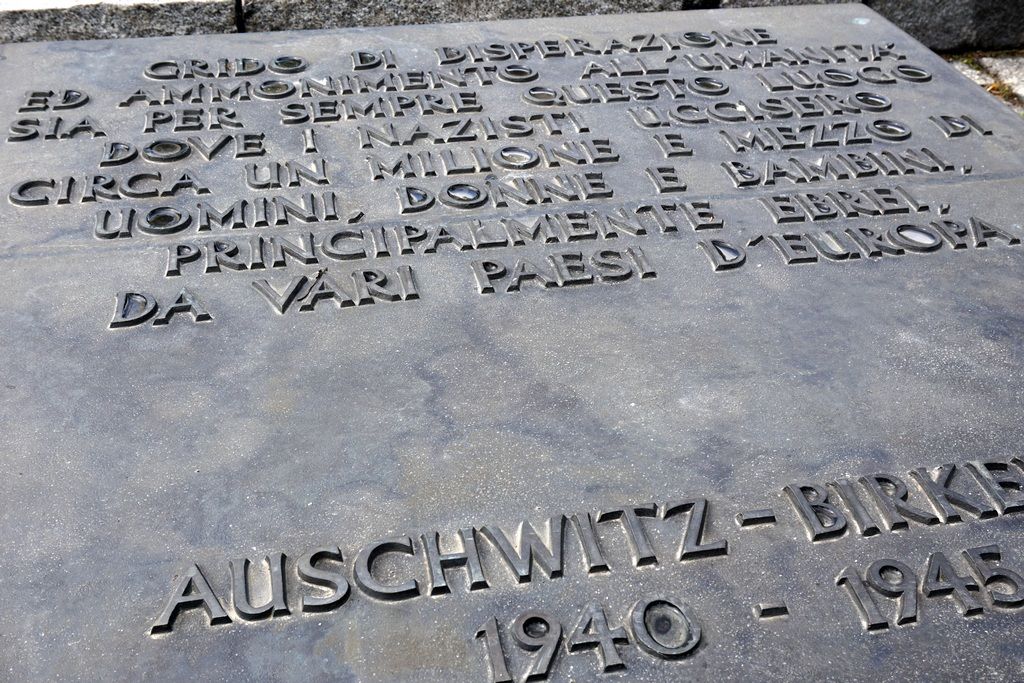 GRIDO DI DISPERAZIONE
ED AMMONIMENTO ALL'UMANITA'
SIA PER SEMPRE QUESTO LUOGO
DOVE I NAZISTI UCCISERO
CIRCA UN MILIONE E MEZZO DI
UOMINI, DONNE E BAMBINI,
PRINCIPALMENTE EBREI,
DA VARI PAESI D'EUROPA
AUSCHWITZ - BIRKE
1940 - 1945